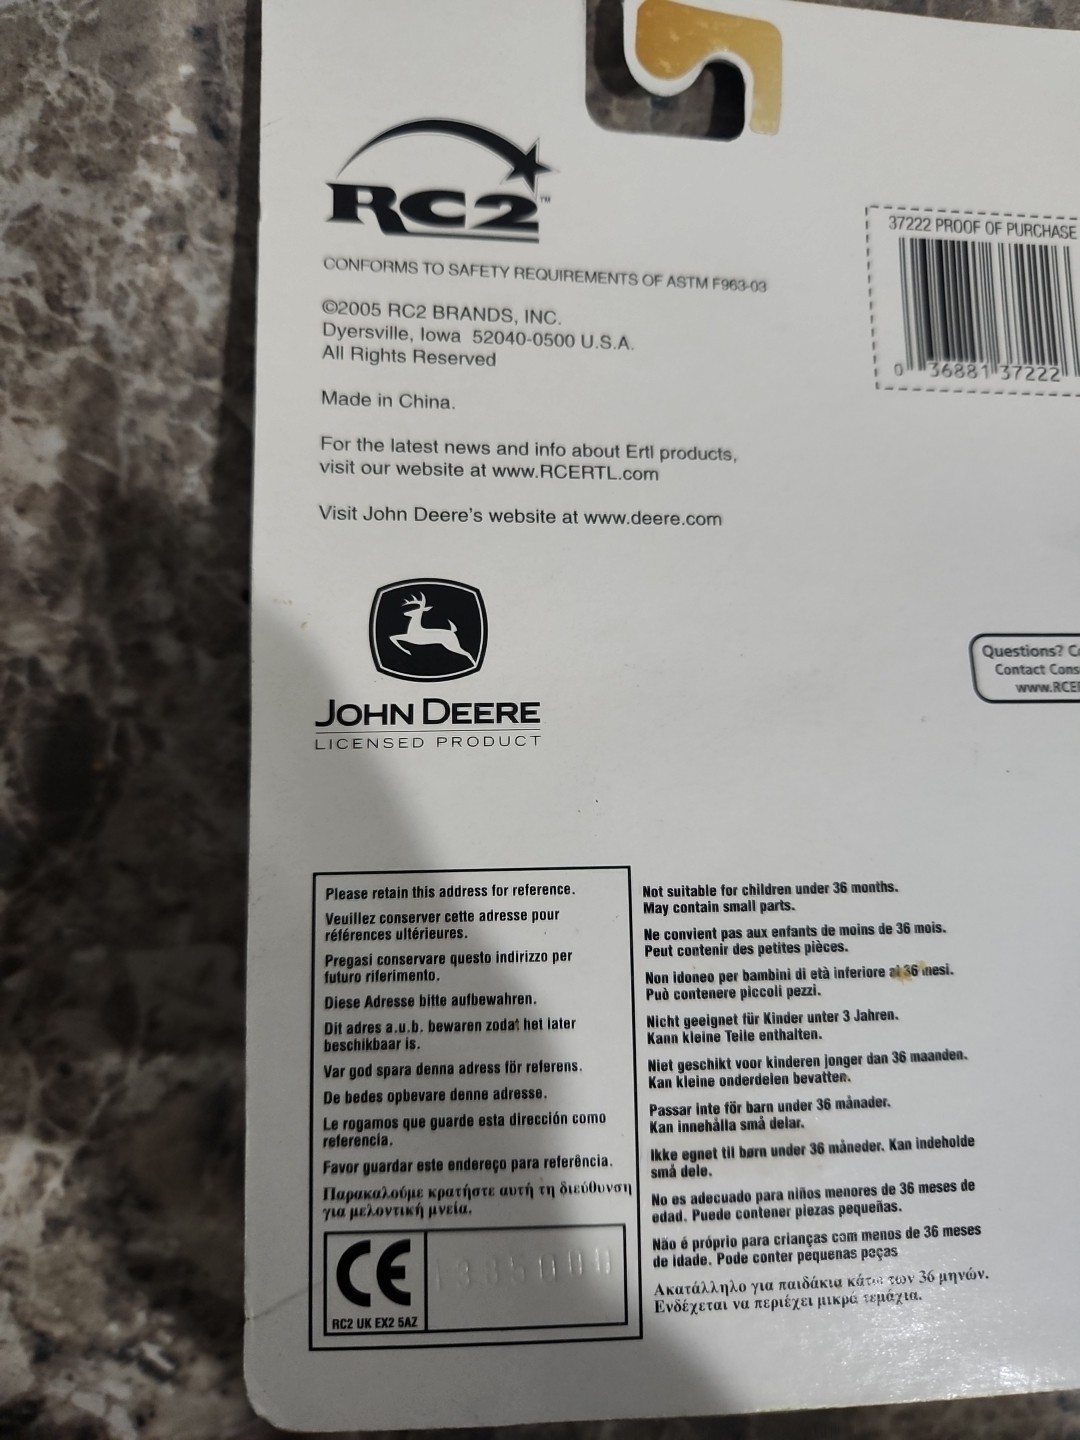 RC2™
CONFORMS TO SAFETY REQUIREMENTS OF ASTM F963-03
©2005 RC2 BRANDS, INC.
Dyersville, Iowa 52040-0500 U.S.A.
All Rights Reserved
Made in China.
For the latest news and info about Ertl products,
visit our website at www.RCERTL.com
Visit John Deere's website at www.deere.com
37222 PROOF OF PURCHASE
0 36881 37222
JOHN DEERE
LICENSED PRODUCT
Questions?
Contact
Please retain this address for reference.
Veuillez conserver cette adresse pour
références ultérieures.
Pregasi conservare questo indirizzo per
futuro riferimento.
Diese Adresse bitte aufbewahren.
Dit adres a.u.b. bewaren zodat het later
beschikbaar is.
Var god spara denna adress för referens.
De bedes opbevare denne adresse.
Le rogamos que guarde esta dirección como
referencia.
Favor guardar este endereço para referência.
Παρακαλούμε κρατήστε αυτή τη διεύθυνση
για μελοντική μνεία.
CE
RC2 UK EX2 5AZ
Not suitable for children under 36 months.
May contain small parts.
Ne convient pas aux enfants de moins de 36 mois.
Peut contenir des petites pièces.
Non idoneo per bambini di età inferiore ai 36 mesi.
Può contenere piccoli pezzi.
Nicht geeignet für Kinder unter 3 Jahren.
Kann kleine Teile enthalten.
Niet geschikt voor kinderen jonger dan 36 maanden.
Kan kleine onderdelen bevatten.
Passar inte för barn under 36 månader.
Kan innehålla små delar.
Ikke egnet til børn under 36 måneder. Kan indeholde
små dele.
No es adecuado para niños menores de 36 meses de
edad. Puede contener piezas pequeñas.
Não é próprio para crianças com menos de 36 meses
de idade. Pode conter pequenas peças
Ακατάλληλο για παιδάκια κάτω των 36 μηνών.
Ενδέχεται να περιέχει μικρά τεμάχια.